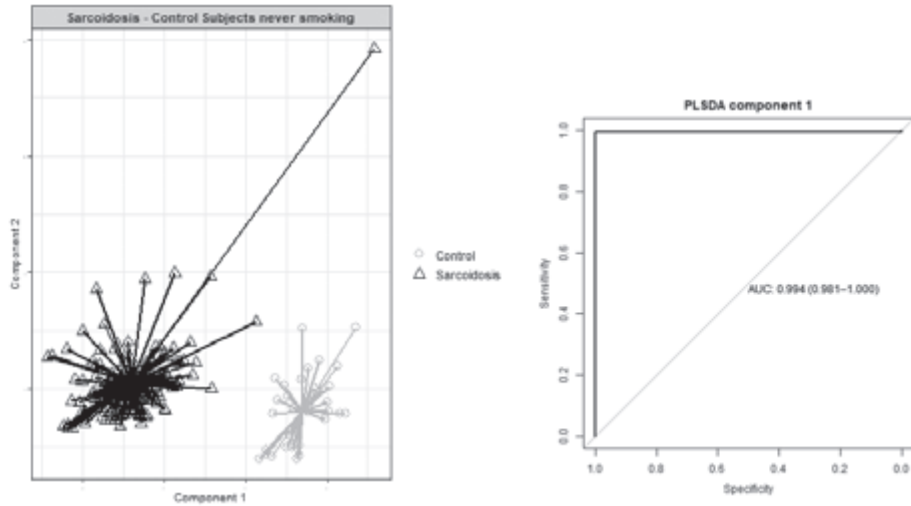 Sarcoidosis - Control Subjects never smoking
Component 2
Component 1
Control
Sarcoidosis
PLSDA component 1
Sensitivity
1.0
0.8
0.6
0.4
0.2
0.0
AUC: 0.994 (0.981–1.000)
1.0 0.8 0.6 0.4 0.2 0.0
Specificity